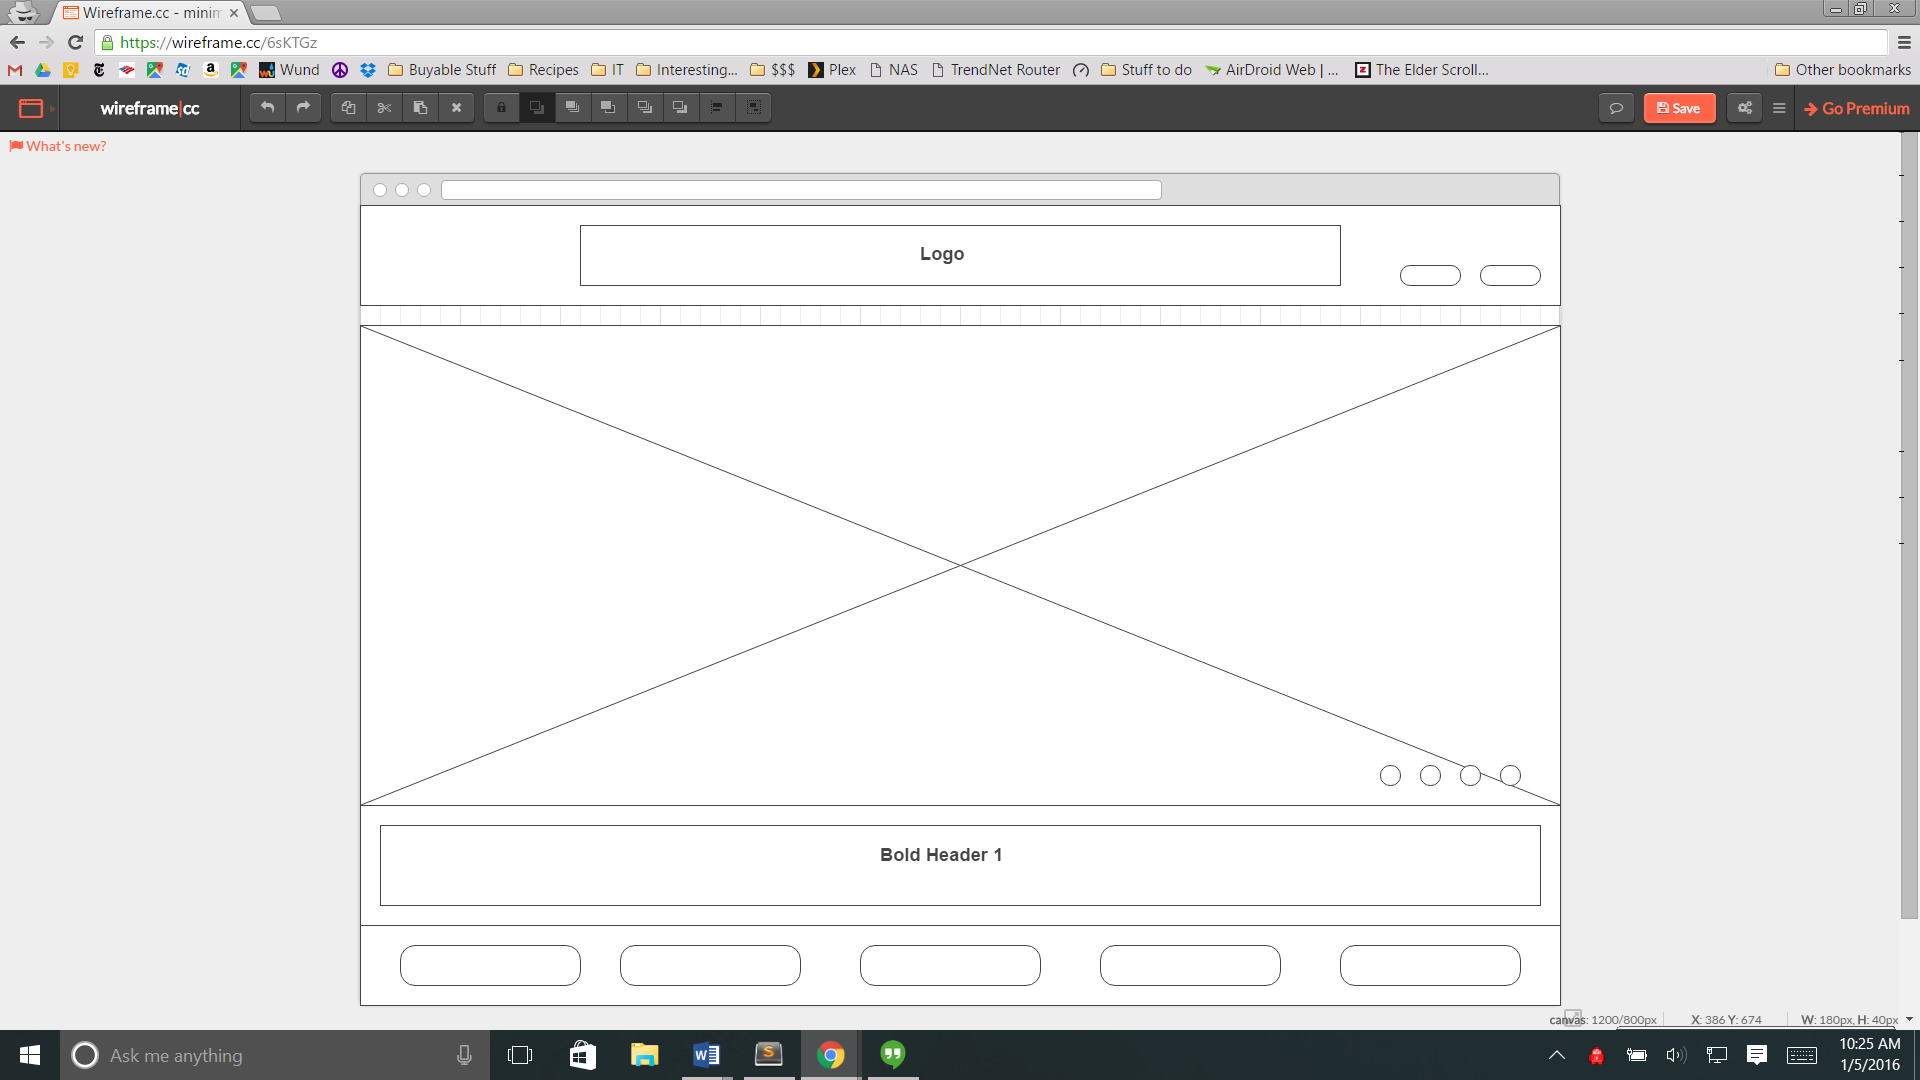 Wireframe.cc - minim
https://wireframe.cc/6sKTGz
Wund Buyable Stuff Recipes IT Interesting... $$$ Plex NAS TrendNet Router Stuff to do AirDroid Web | ... The Elder Scroll... Other bookmarks
wireframe|cc Save Go Premium
What's new?
Logo
Bold Header 1
canvas: 1200/800px X: 386 Y: 674 W: 180px, H: 40px
Ask me anything
10:25 AM
1/5/2016